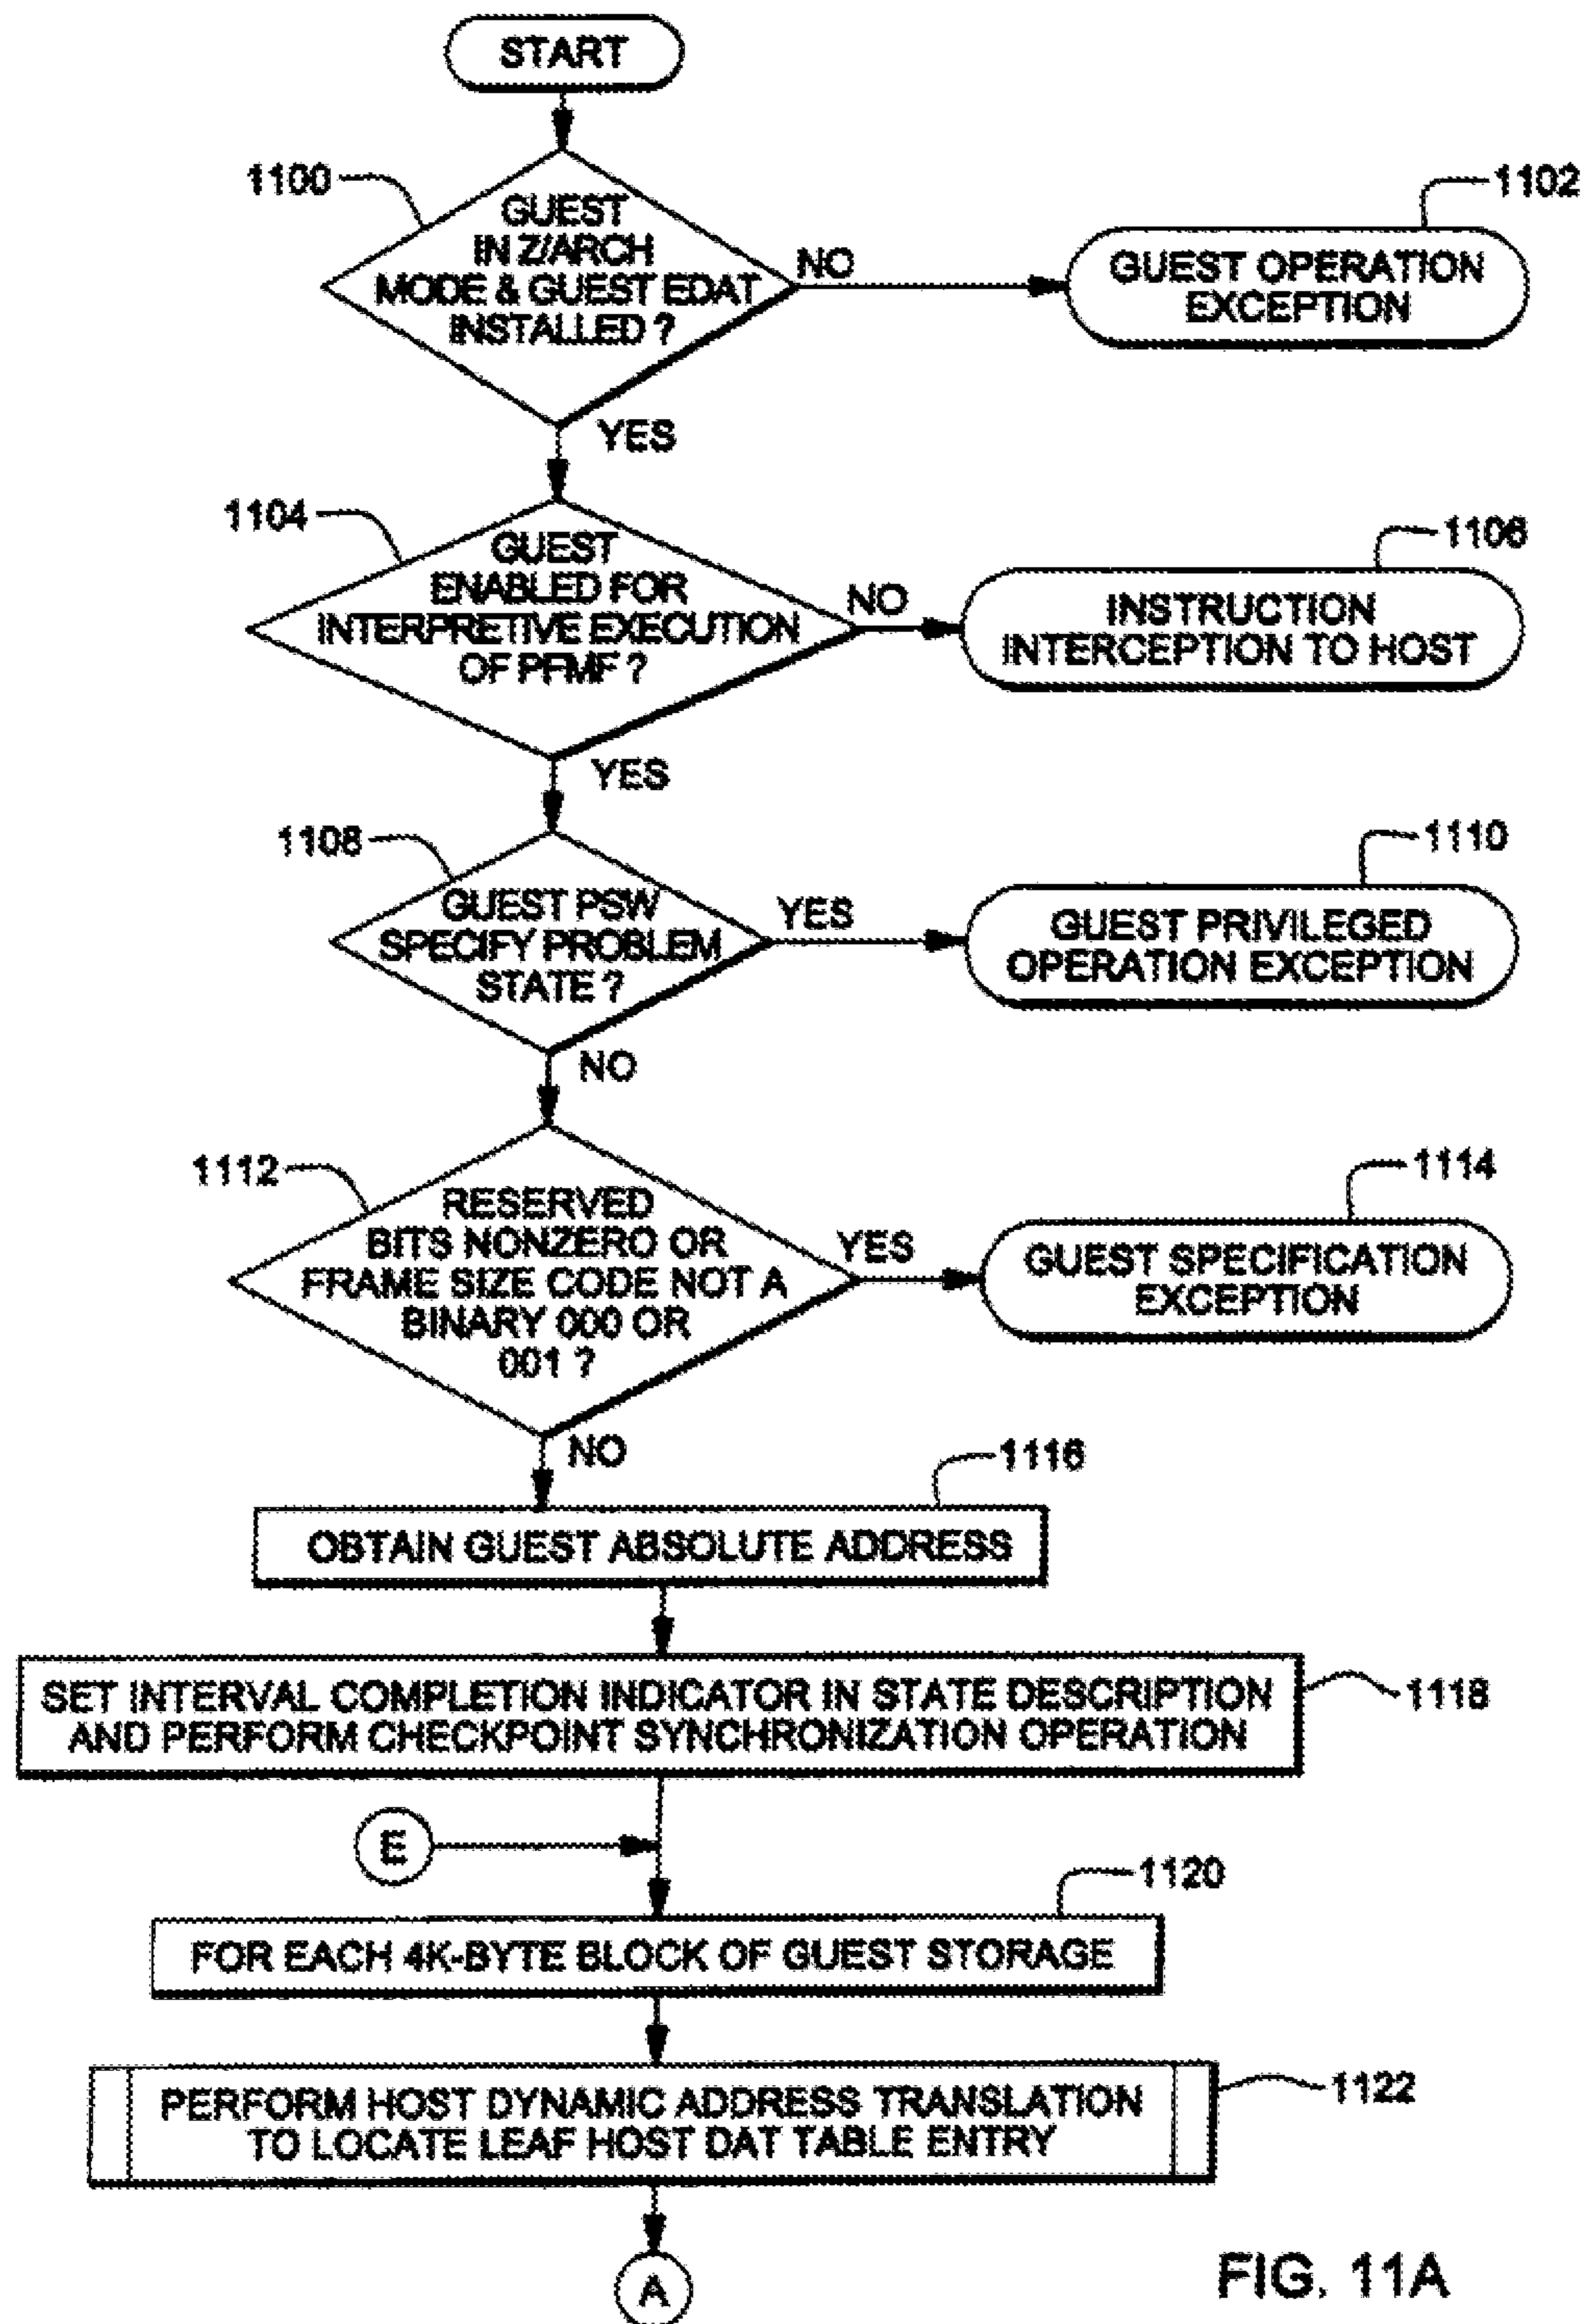 START
1100
GUEST
IN Z/ARCH
MODE & GUEST EDAT
INSTALLED ?
NO
1102
GUEST OPERATION
EXCEPTION
YES
1104
GUEST
ENABLED FOR
INTERPRETIVE EXECUTION
OF PFMF ?
NO
1106
INSTRUCTION
INTERCEPTION TO HOST
YES
1108
GUEST PSW
SPECIFY PROBLEM
STATE ?
YES
1110
GUEST PRIVILEGED
OPERATION EXCEPTION
NO
1112
RESERVED
BITS NONZERO OR
FRAME SIZE CODE NOT A
BINARY 000 OR
001 ?
YES
1114
GUEST SPECIFICATION
EXCEPTION
NO
1116
OBTAIN GUEST ABSOLUTE ADDRESS
SET INTERVAL COMPLETION INDICATOR IN STATE DESCRIPTION
AND PERFORM CHECKPOINT SYNCHRONIZATION OPERATION
1118
E
1120
FOR EACH 4K-BYTE BLOCK OF GUEST STORAGE
PERFORM HOST DYNAMIC ADDRESS TRANSLATION
TO LOCATE LEAF HOST DAT TABLE ENTRY
1122
A
FIG. 11A